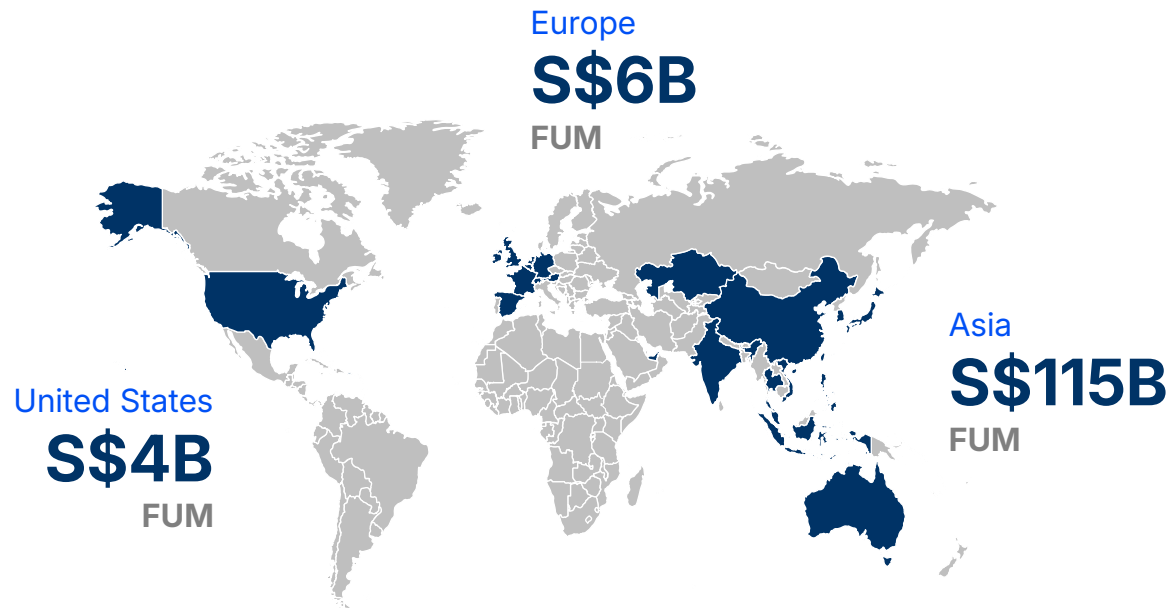 Europe
S$6B
FUM
United States
S$4B
FUM
Asia
S$115B
FUM